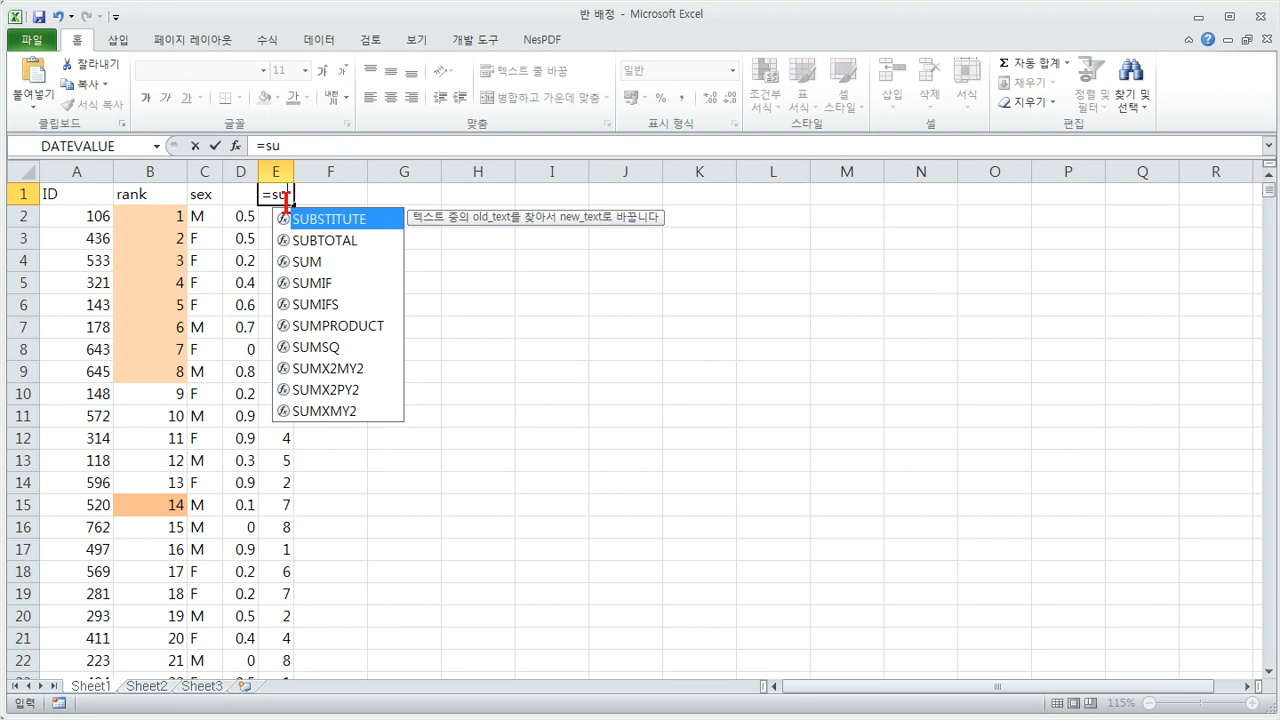 반 배정 - Microsoft Excel
파일 홈 삽입 페이지 레이아웃 수식 데이터 검토 보기 개발 도구 NesPDF
붙여넣기 잘라내기 복사 서식 복사
클립보드
11 가 가
가 가 가 가
글꼴
텍스트 줄 바꿈
병합하고 가운데 맞춤
맞춤
일반
% ,
표시 형식
조건부 서식 표 서식 셀 스타일
스타일
삽입 삭제 서식
셀
Σ 자동 합계
채우기
지우기
정렬 및 필터 찾기 및 선택
편집
DATEVALUE fx =su
A B C D E F G H I J K L M N O P Q R
1 ID rank sex =su
2 106 1 M 0.5
3 436 2 F 0.5
4 533 3 F 0.2
5 321 4 F 0.4
6 143 5 F 0.6
7 178 6 M 0.7
8 643 7 F 0
9 645 8 M 0.8
10 148 9 F 0.2
11 572 10 M 0.9
12 314 11 F 0.9 4
13 118 12 M 0.3 5
14 596 13 F 0.9 2
15 520 14 M 0.1 7
16 762 15 M 0 8
17 497 16 M 0.9 1
18 569 17 F 0.2 6
19 281 18 F 0.2 7
20 293 19 M 0.5 2
21 411 20 F 0.4 4
22 223 21 M 0 8
SUBSTITUTE 텍스트 중의 old_text를 찾아서 new_text로 바꿉니다
SUBTOTAL
SUM
SUMIF
SUMIFS
SUMPRODUCT
SUMSQ
SUMX2MY2
SUMX2PY2
SUMXMY2
Sheet1 Sheet2 Sheet3
입력 115%